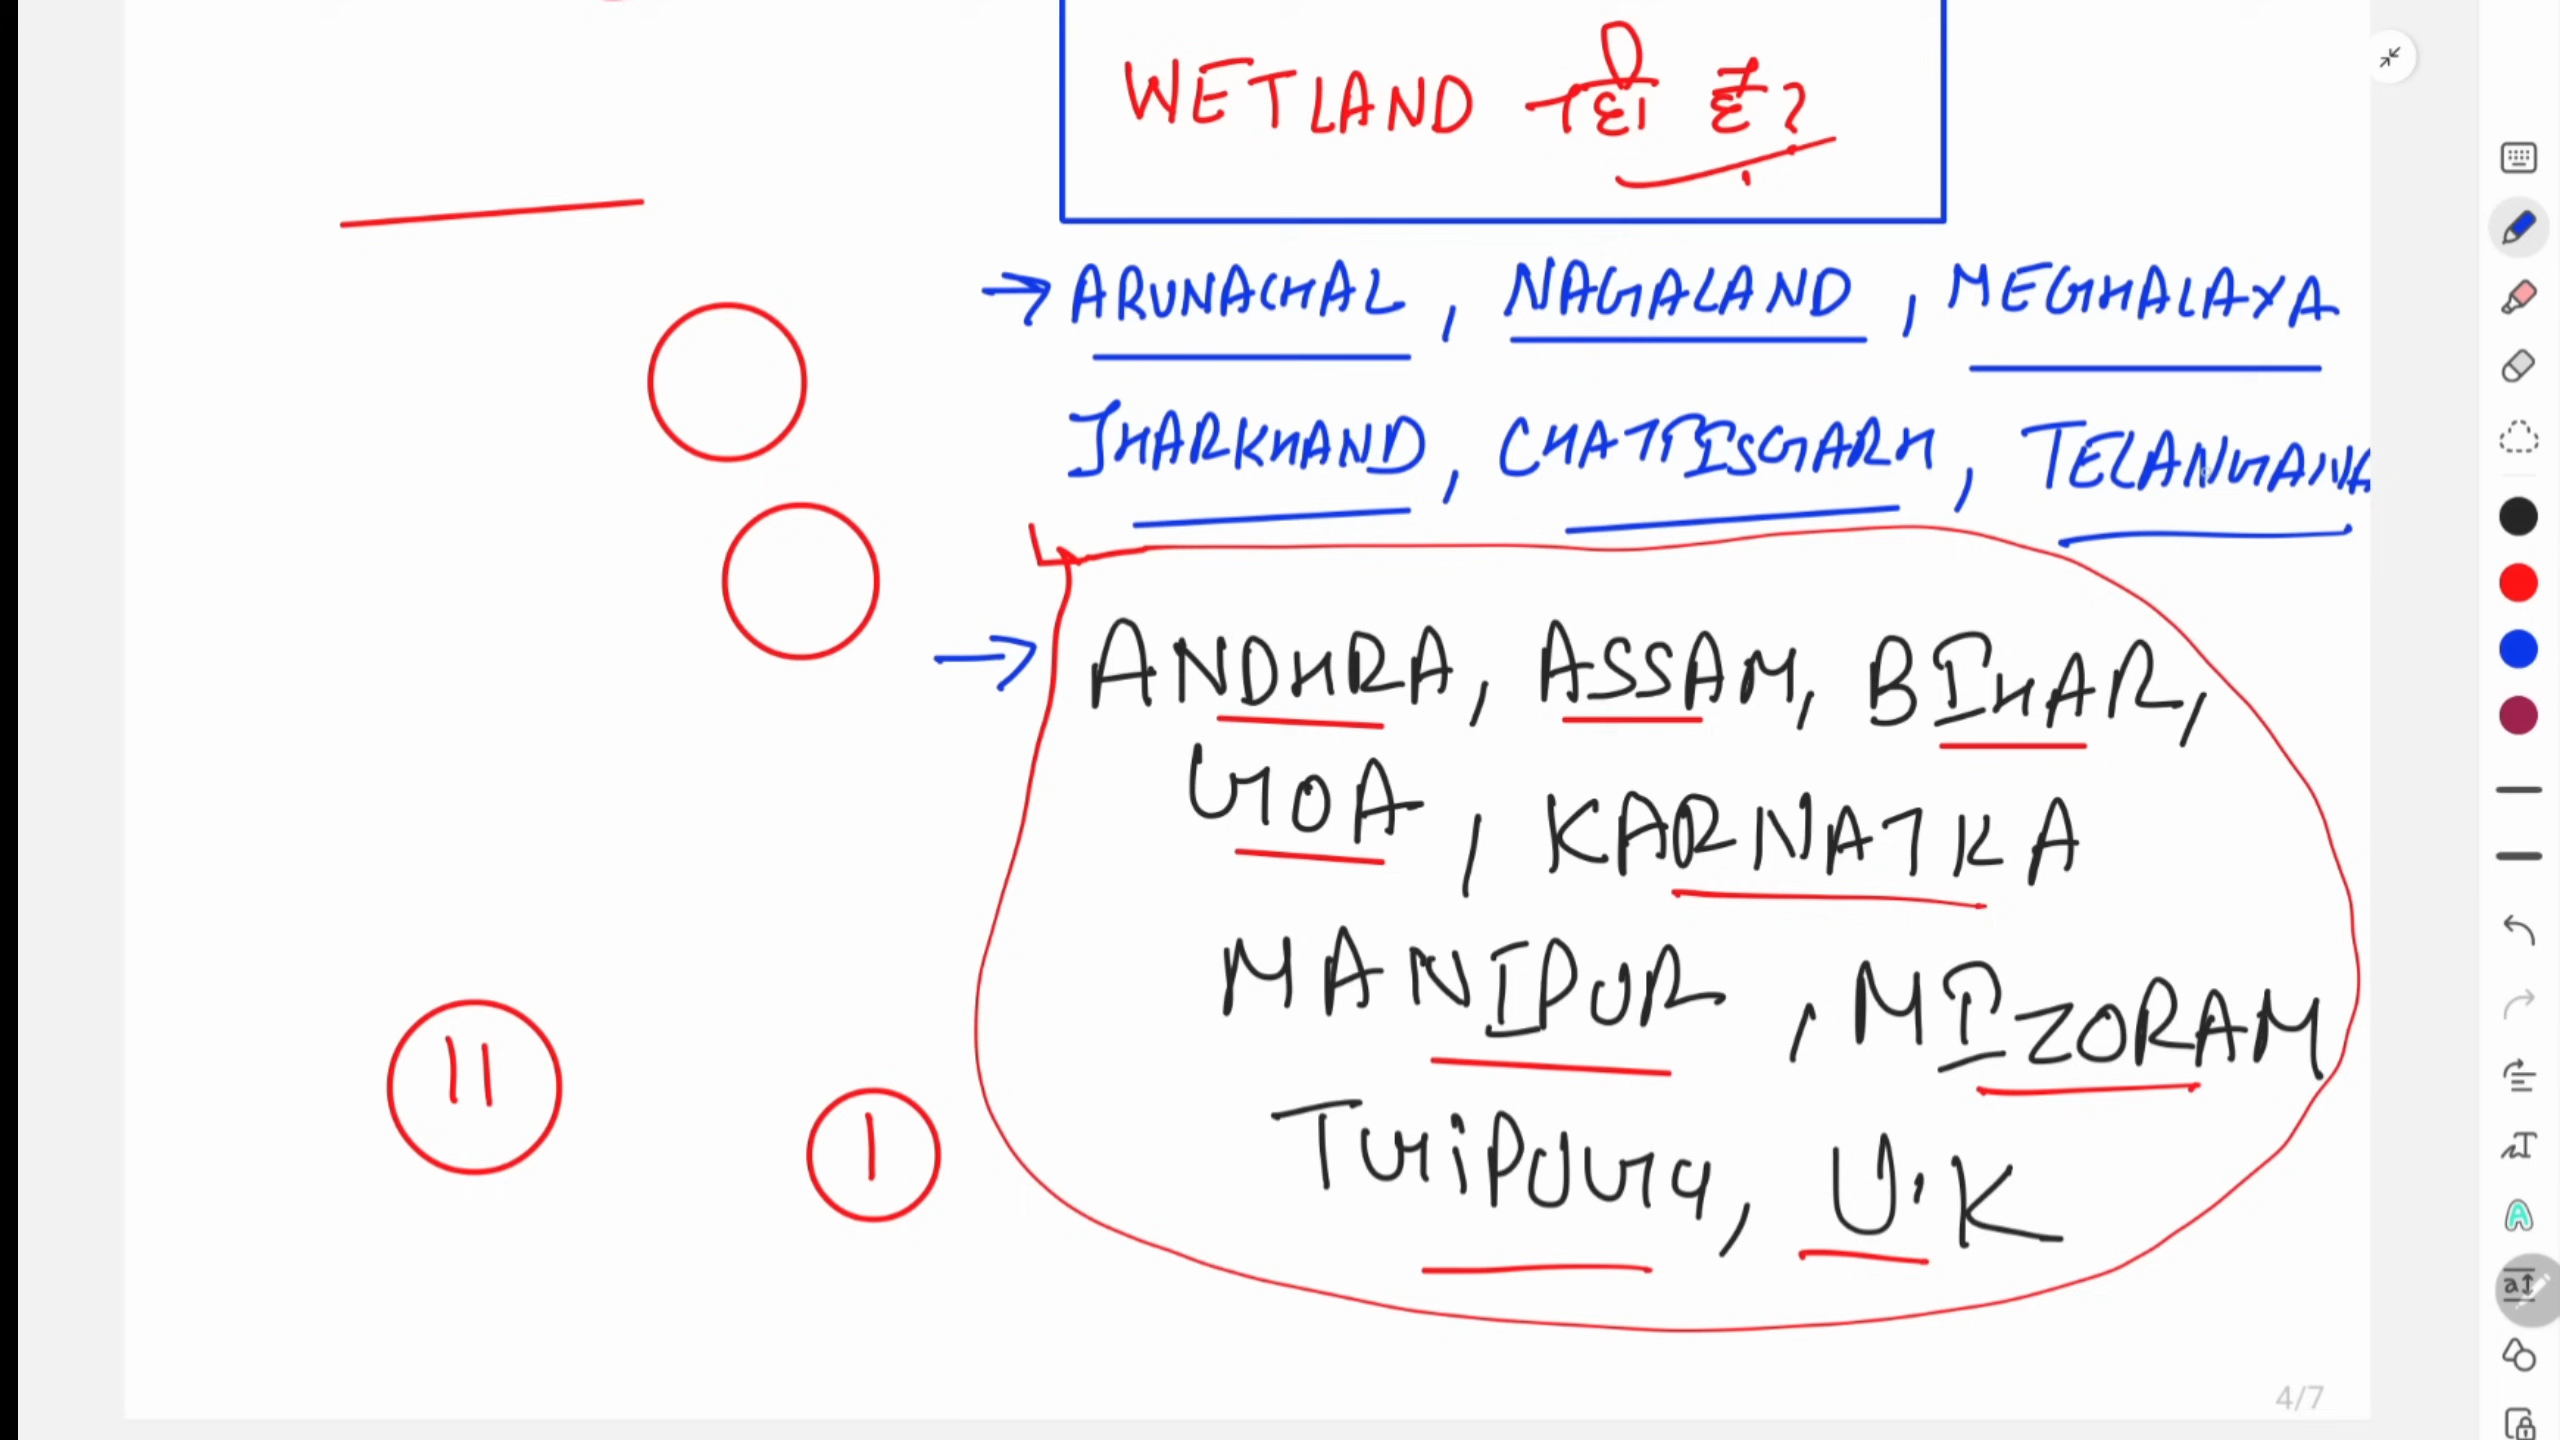 WETLAND नहीं है?
→ ARUNACHAL, NAGALAND, MEGHALAYA
JHARKHAND, CHATTISGARH, TELANGANA
→ ANDHRA, ASSAM, BIHAR,
GOA, KARNATKA
MANIPUR, MIZORAM
TRIPURA, U.K
11
1
4/7